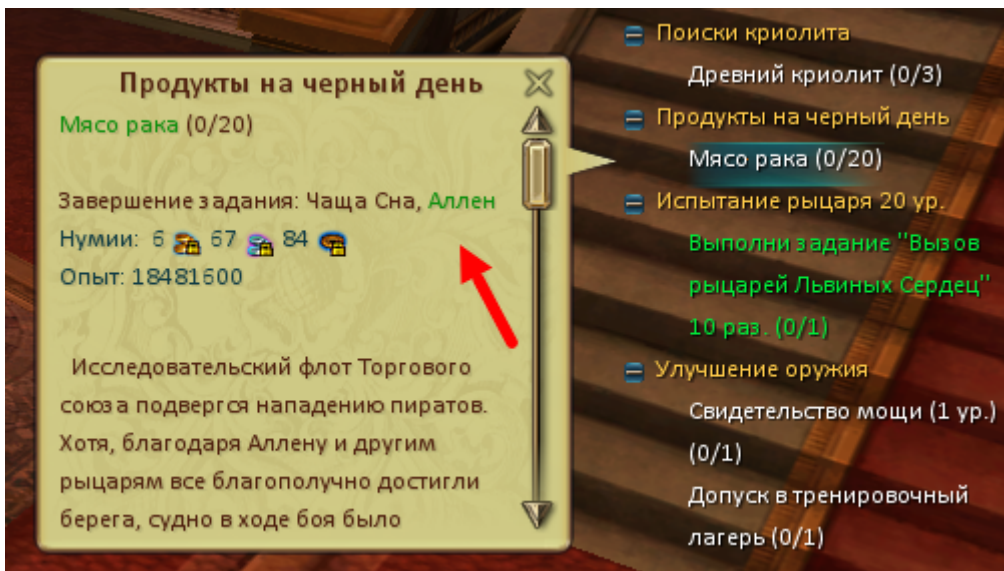 Продукты на черный день
Мясо рака (0/20)
Завершение задания: Чаща Сна, Аллен
Нумии: 6 67 84
Опыт: 18481600
Исследовательский флот Торгового
союза подвергся нападению пиратов.
Хотя, благодаря Аллену и другим
рыцарям все благополучно достигли
берега, судно в ходе боя было
Поиски криолита
Древний криолит (0/3)
Продукты на черный день
Мясо рака (0/20)
Испытание рыцаря 20 ур.
Выполни задание "Вызов
рыцарей Львиных Сердец"
10 раз. (0/1)
Улучшение оружия
Свидетельство мощи (1 ур.)
(0/1)
Допуск в тренировочный
лагерь (0/1)